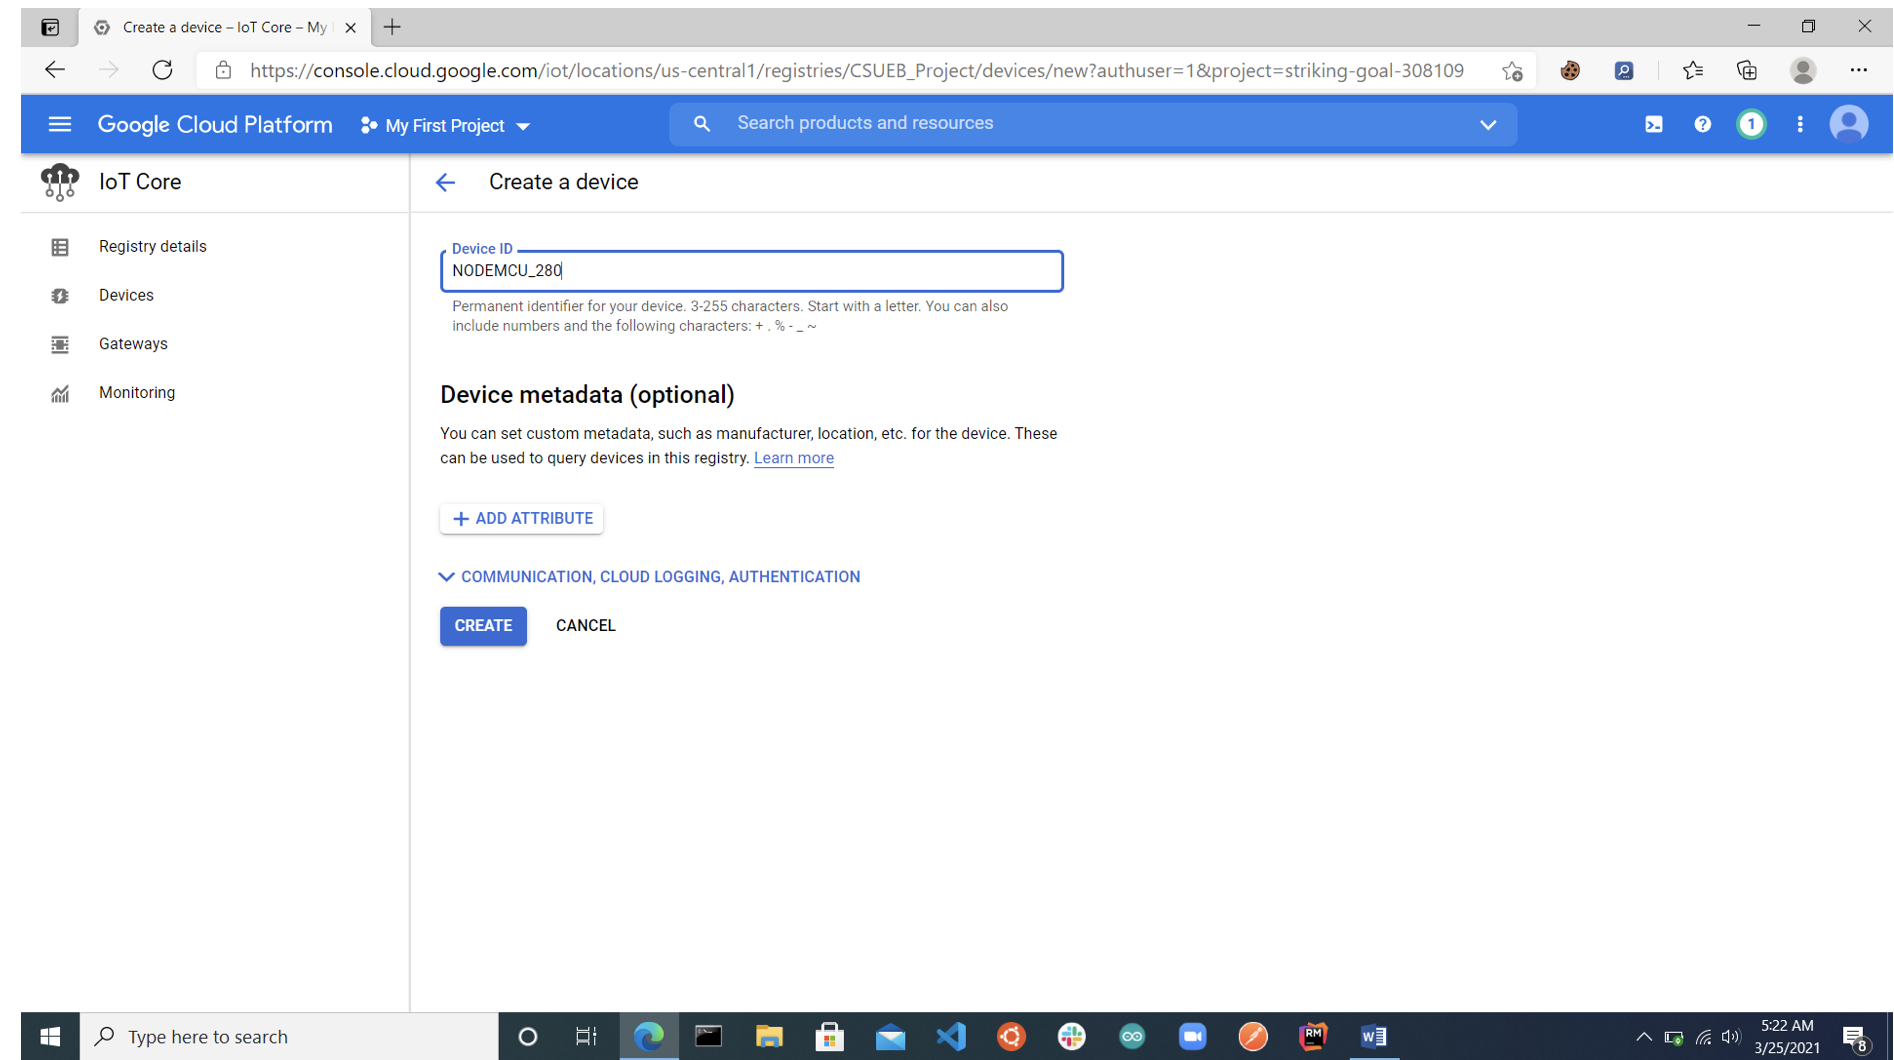 Create a device – IoT Core – My
https://console.cloud.google.com/iot/locations/us-central1/registries/CSUEB_Project/devices/new?authuser=1&project=striking-goal-308109
Google Cloud Platform
My First Project
Search products and resources
1
IoT Core
Create a device
Registry details
Devices
Gateways
Monitoring
Device ID
NODEMCU_280
Permanent identifier for your device. 3-255 characters. Start with a letter. You can also
include numbers and the following characters: + . % - _ ~
Device metadata (optional)
You can set custom metadata, such as manufacturer, location, etc. for the device. These
can be used to query devices in this registry. Learn more
ADD ATTRIBUTE
COMMUNICATION, CLOUD LOGGING, AUTHENTICATION
CREATE
CANCEL
Type here to search
RM
W
5:22 AM
3/25/2021
8